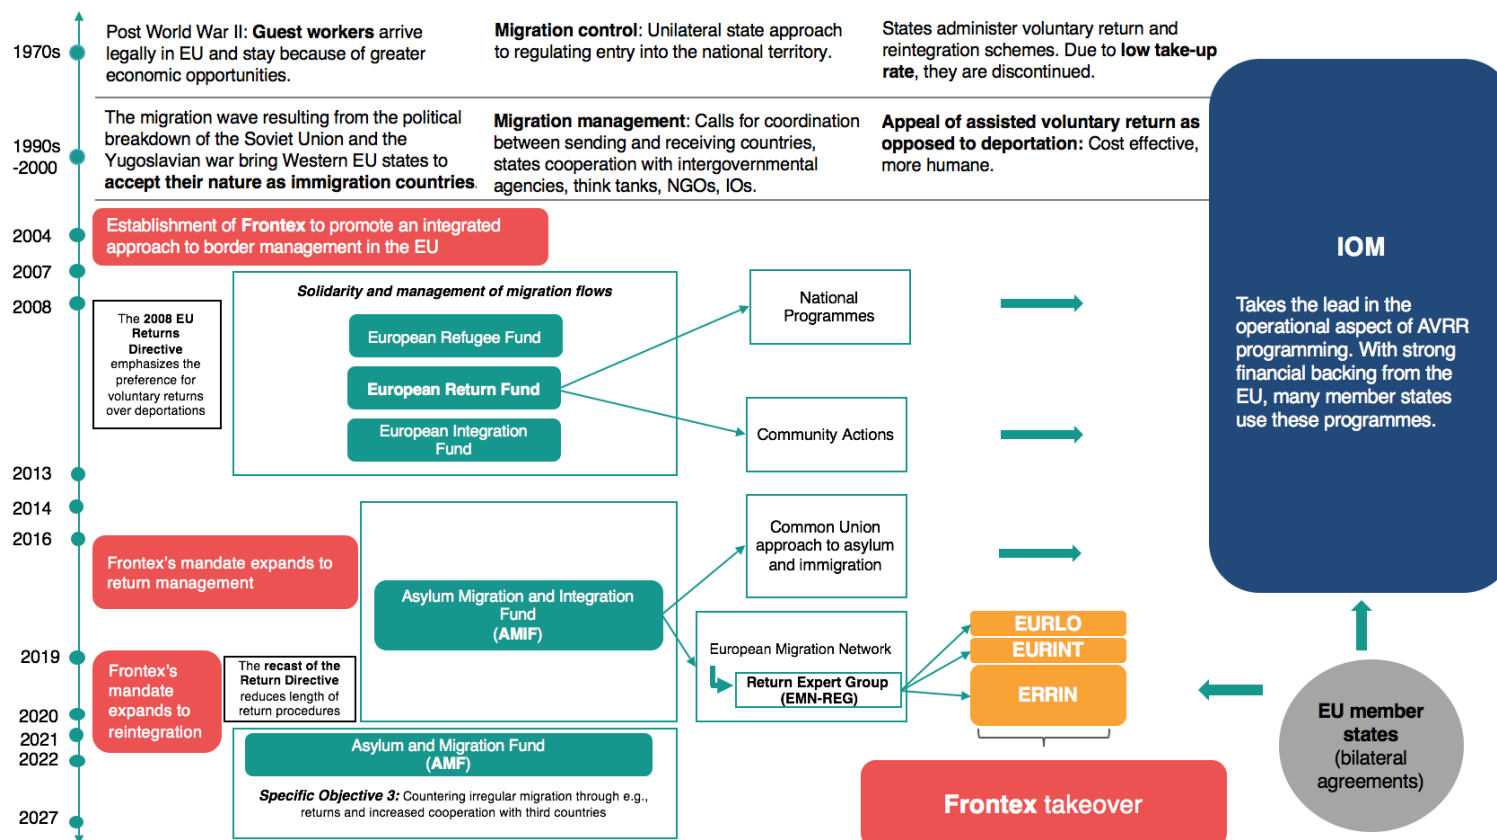 1970s
Post World War II: Guest workers arrive
legally in EU and stay because of greater
economic opportunities.
Migration control: Unilateral state approach
to regulating entry into the national territory.
States administer voluntary return and
reintegration schemes. Due to low take-up
rate, they are discontinued.
1990s
-2000
The migration wave resulting from the political
breakdown of the Soviet Union and the
Yugoslavian war bring Western EU states to
accept their nature as immigration countries.
Migration management: Calls for coordination
between sending and receiving countries,
states cooperation with intergovernmental
agencies, think tanks, NGOs, IOs.
Appeal of assisted voluntary return as
opposed to deportation: Cost effective,
more humane.
2004
Establishment of Frontex to promote an integrated
approach to border management in the EU
2007
2008
The 2008 EU
Returns
Directive
emphasizes the
preference for
voluntary returns
over deportations
Solidarity and management of migration flows
European Refugee Fund
European Return Fund
European Integration
Fund
National
Programmes
Community Actions
IOM
Takes the lead in the
operational aspect of AVRR
programming. With strong
financial backing from the
EU, many member states
use these programmes.
2013
2014
2016
Frontex's mandate expands to
return management
Asylum Migration and Integration
Fund
(AMIF)
Common Union
approach to asylum
and immigration
European Migration Network
Return Expert Group
(EMN-REG)
EURLO
EURINT
ERRIN
2019
Frontex's
mandate
expands to
reintegration
The recast of the
Return Directive
reduces length of
return procedures
2020
2021
2022
Asylum and Migration Fund
(AMF)
Specific Objective 3: Countering irregular migration through e.g.,
returns and increased cooperation with third countries
2027
Frontex takeover
EU member
states
(bilateral
agreements)